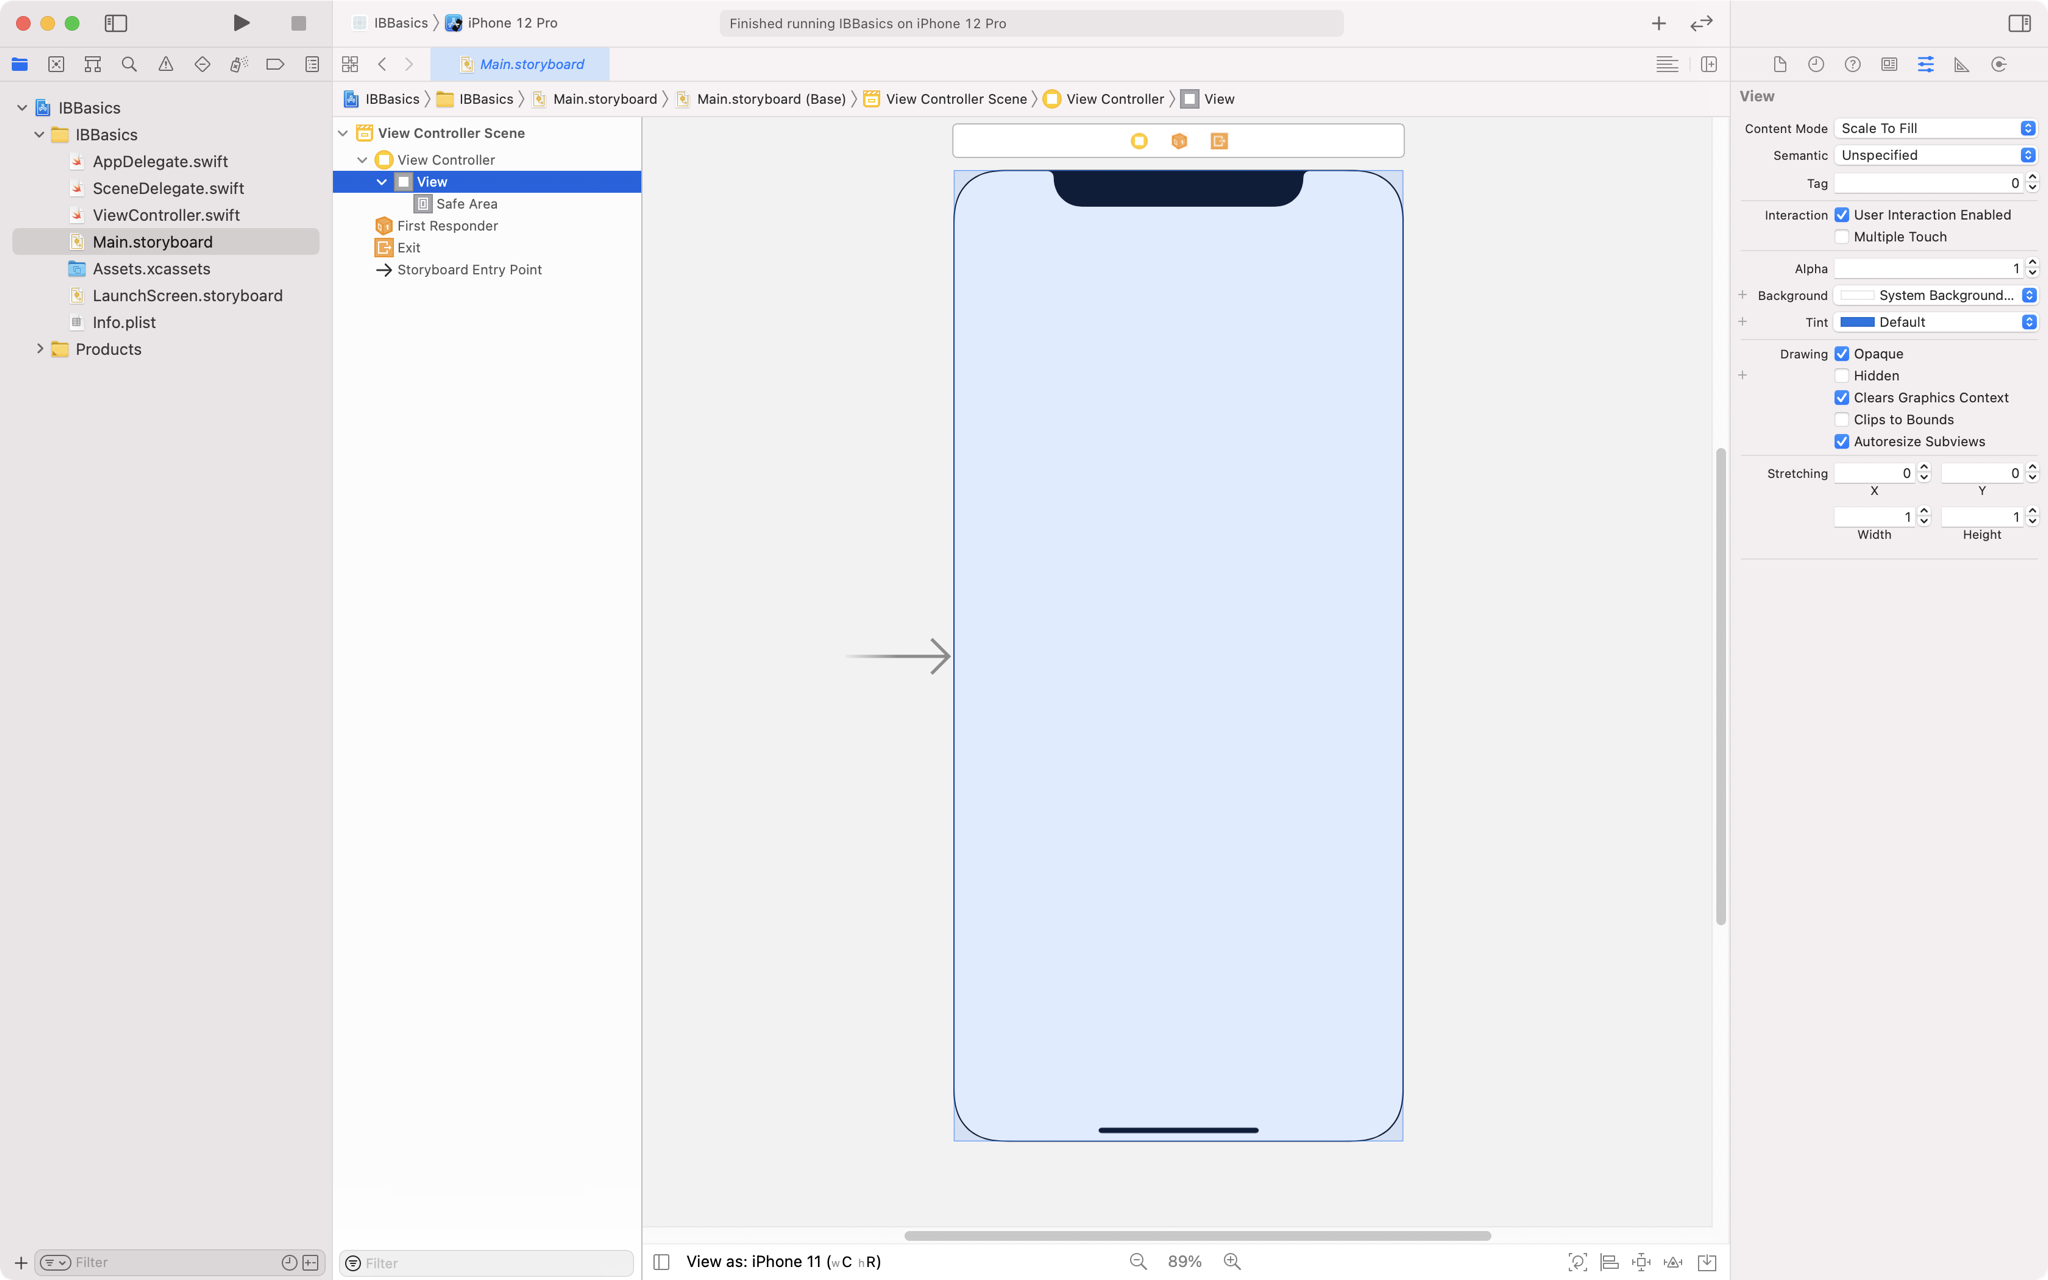 IBBasics 〉 iPhone 12 Pro
Finished running IBBasics on iPhone 12 Pro
Main.storyboard
IBBasics 〉 IBBasics 〉 Main.storyboard 〉 Main.storyboard (Base) 〉 View Controller Scene 〉 View Controller 〉 View
IBBasics
IBBasics
AppDelegate.swift
SceneDelegate.swift
ViewController.swift
Main.storyboard
Assets.xcassets
LaunchScreen.storyboard
Info.plist
Products
Filter
View Controller Scene
View Controller
View
Safe Area
First Responder
Exit
Storyboard Entry Point
Filter
View as: iPhone 11 (wC hR)
89%
View
Content Mode Scale To Fill
Semantic Unspecified
Tag 0
Interaction User Interaction Enabled
Multiple Touch
Alpha 1
Background System Background...
Tint Default
Drawing Opaque
Hidden
Clears Graphics Context
Clips to Bounds
Autoresize Subviews
Stretching 0 0
X Y
1 1
Width Height